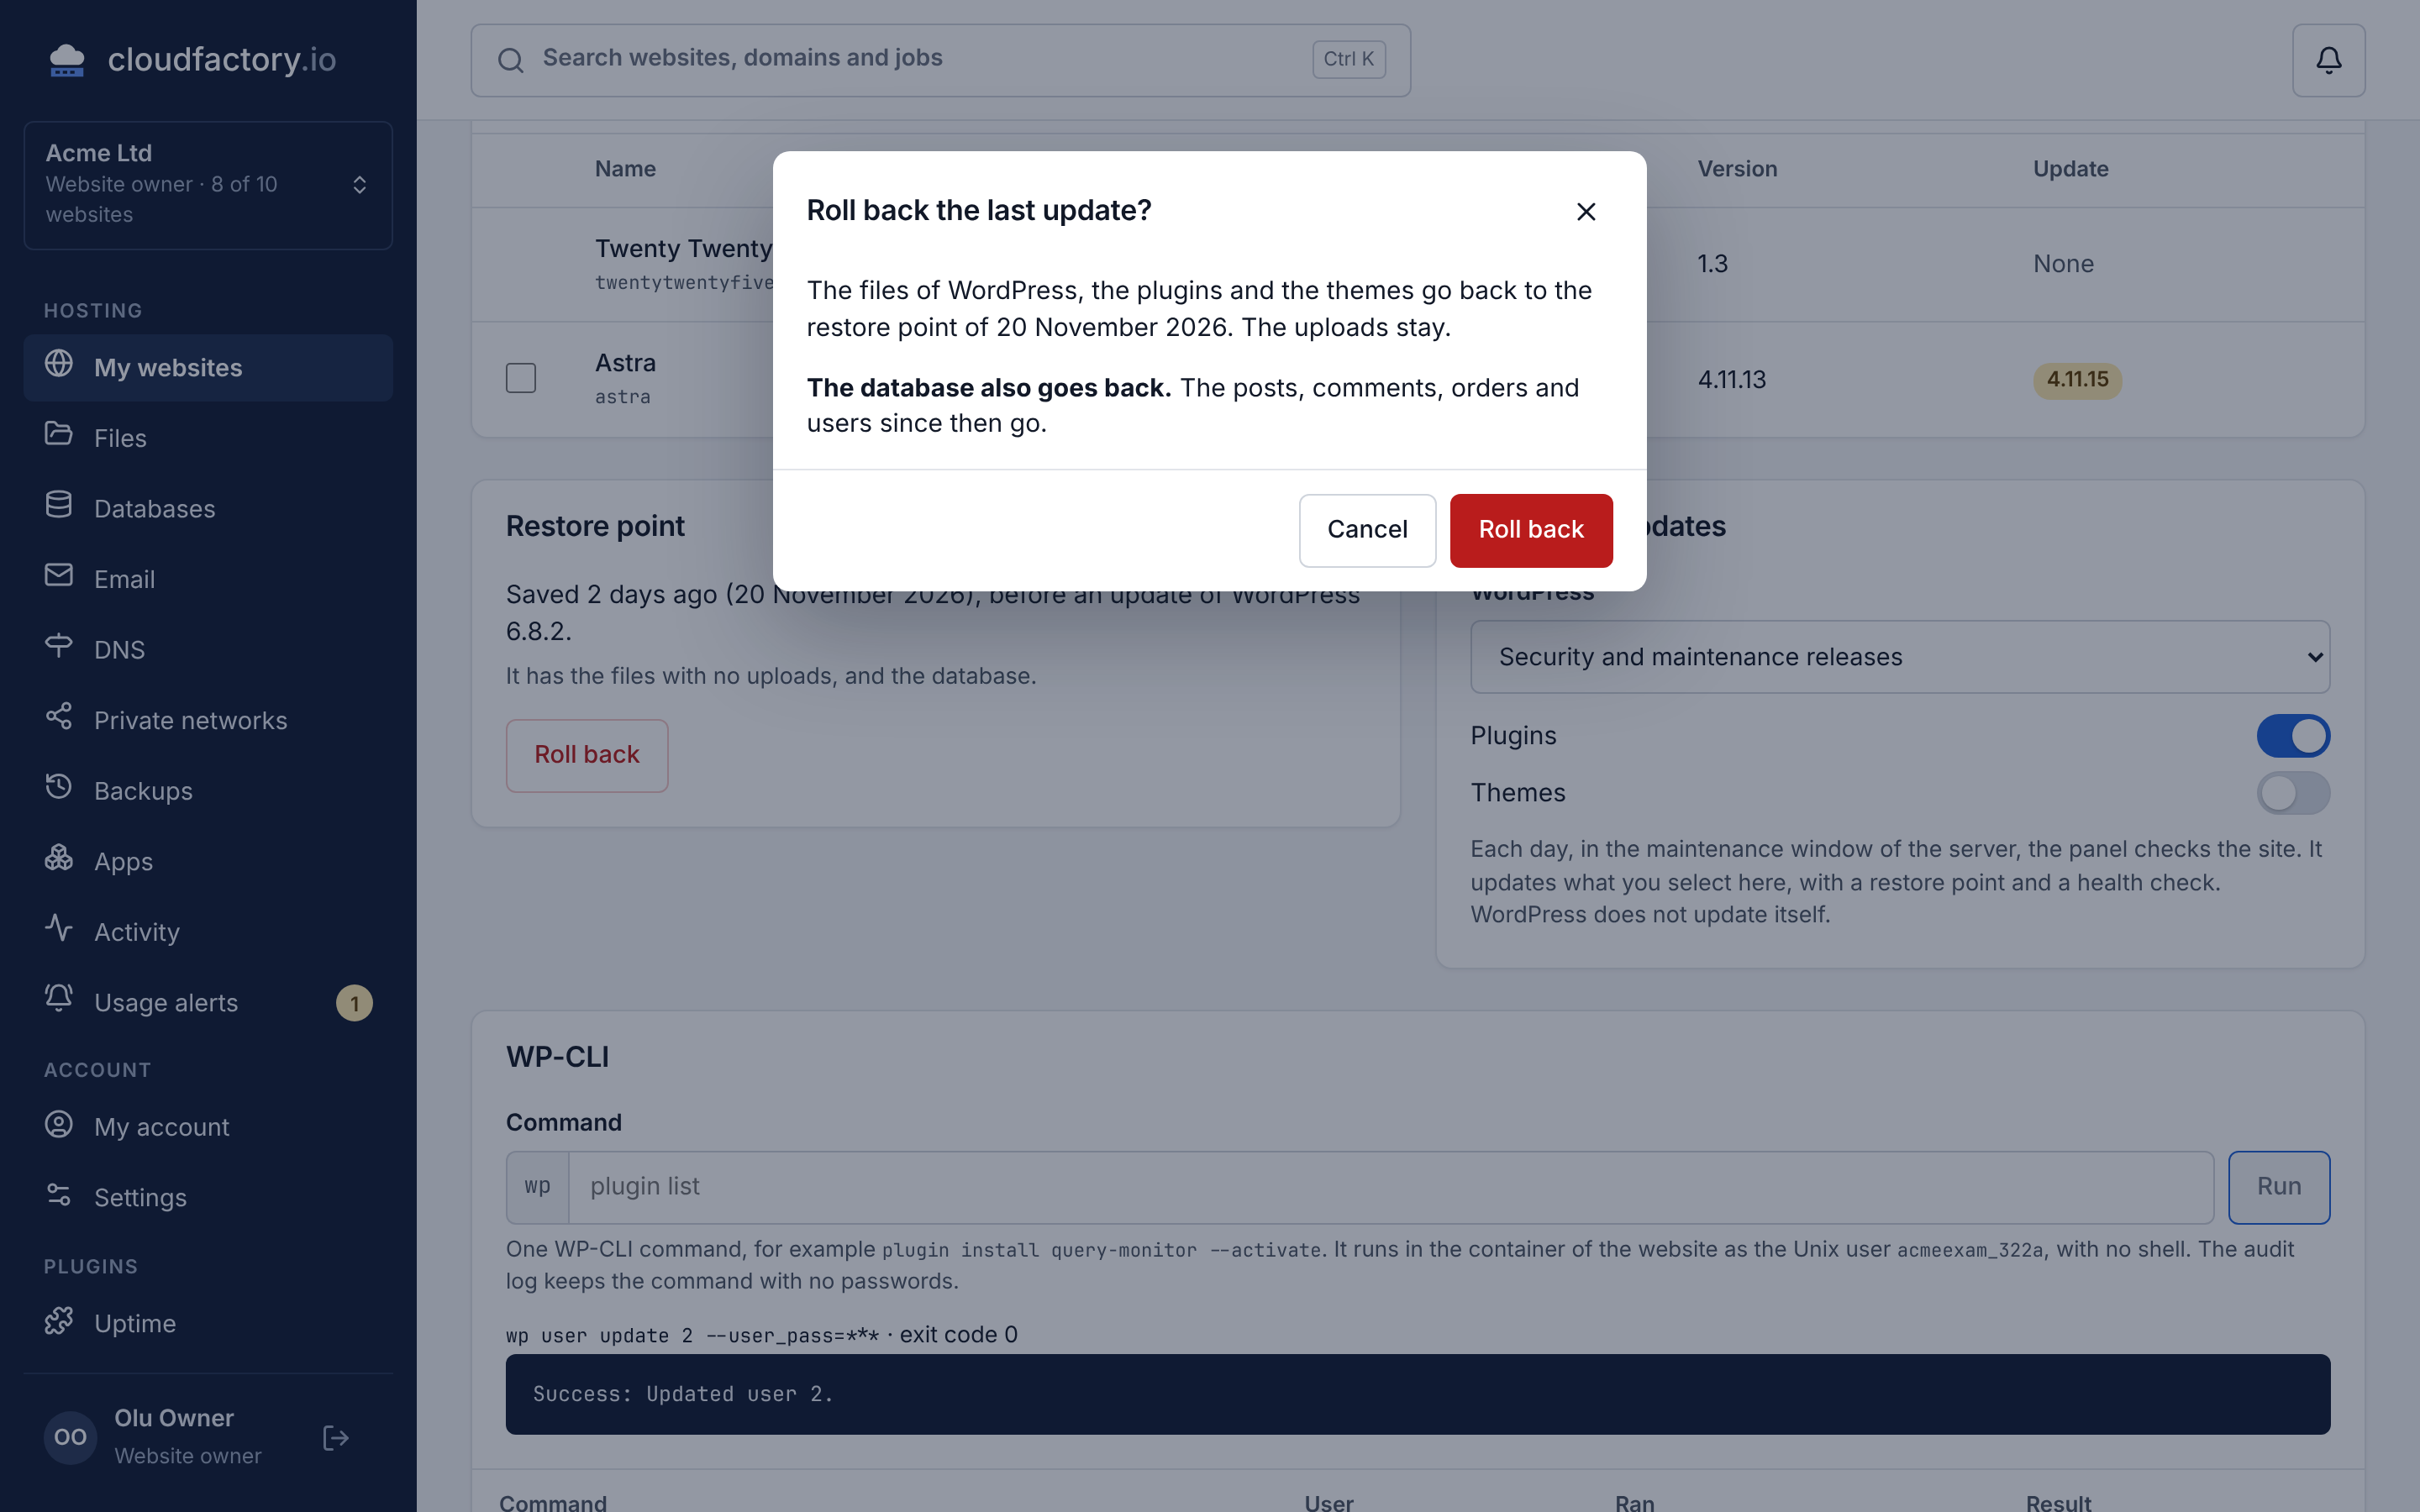 cloudfactory.io
Search websites, domains and jobs
Ctrl K
Acme Ltd
Website owner · 8 of 10
websites
HOSTING
My websites
Files
Databases
Email
DNS
Private networks
Backups
Apps
Activity
Usage alerts
1
ACCOUNT
My account
Settings
PLUGINS
Uptime
OO
Olu Owner
Website owner
Name
Version
Update
Twenty Twenty
twentytwentyfive
1.3
None
Astra
astra
4.11.13
4.11.15
Roll back the last update?
The files of WordPress, the plugins and the themes go back to the
restore point of 20 November 2026. The uploads stay.
The database also goes back. The posts, comments, orders and
users since then go.
Cancel
Roll back
Restore point
Saved 2 days ago (20 November 2026), before an update of WordPress
6.8.2.
It has the files with no uploads, and the database.
Roll back
WordPress
Security and maintenance releases
Plugins
Themes
Each day, in the maintenance window of the server, the panel checks the site. It
updates what you select here, with a restore point and a health check.
WordPress does not update itself.
WP-CLI
Command
wp
plugin list
Run
One WP-CLI command, for example plugin install query-monitor --activate. It runs in the container of the website as the Unix user acmeexam_322a, with no shell. The audit
log keeps the command with no passwords.
wp user update 2 --user_pass=*** · exit code 0
Success: Updated user 2.
Command
User
Ran
Result